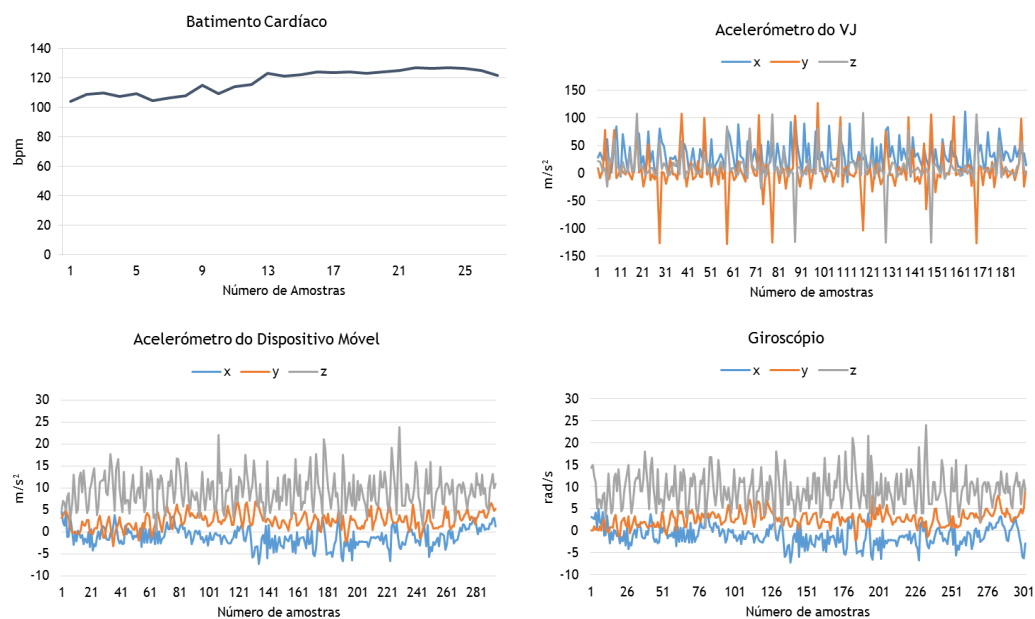 Batimento Cardíaco
140
120
100
80
60
40
20
0
bpm
1 5 9 13 17 21 25
Número de Amostras
Acelerómetro do VJ
x y z
150
100
50
0
-50
-100
-150
m/s²
1 11 21 31 41 51 61 71 81 91 101 111 121 131 141 151 161 171 181
Número de amostras
Acelerómetro do Dispositivo Móvel
x y z
30
25
20
15
10
5
0
-5
-10
m/s²
1 21 41 61 81 101 121 141 161 181 201 221 241 261 281
Número de amostras
Giroscópio
x y z
30
25
20
15
10
5
0
-5
-10
rad/s
1 26 51 76 101 126 151 176 201 226 251 276 301
Número de amostras